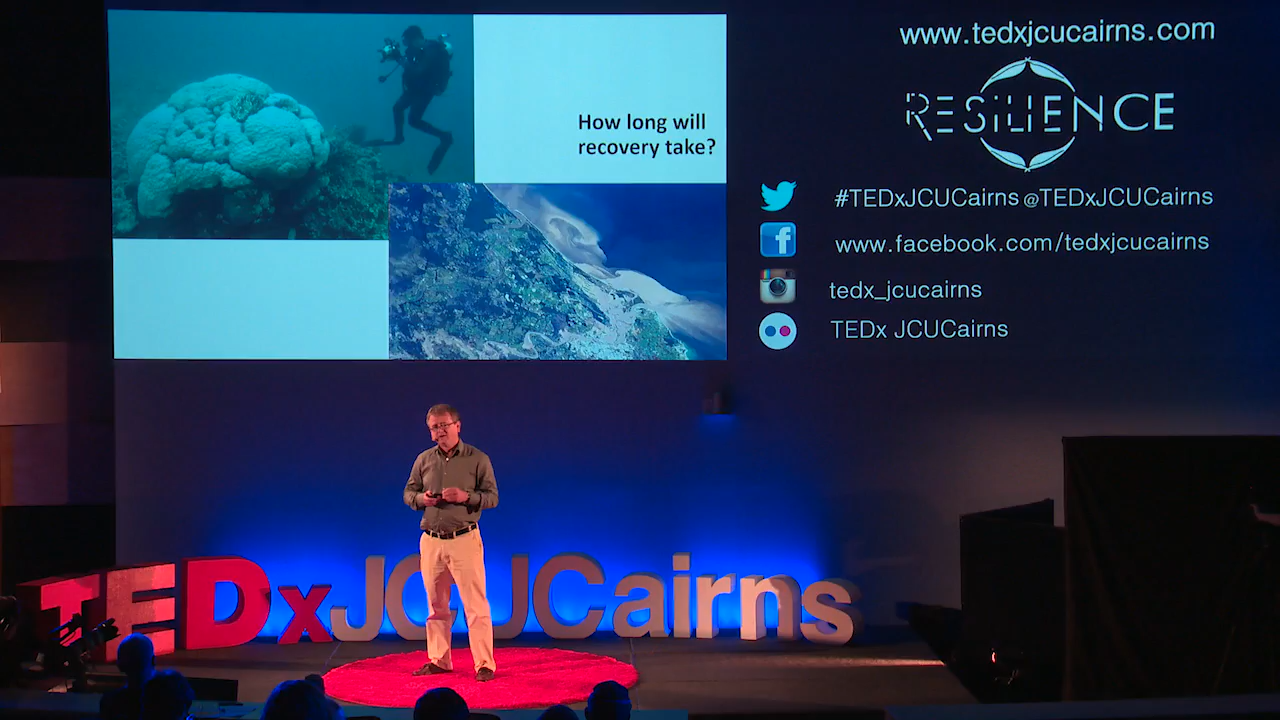 How long will
recovery take?
www.tedxjcucairns.com
RESiLIENCE
#TEDxJCUCairns @TEDxJCUCairns
www.facebook.com/tedxjcucairns
tedx_jcucairns
TEDx JCUCairns
TEDxJCUCairns